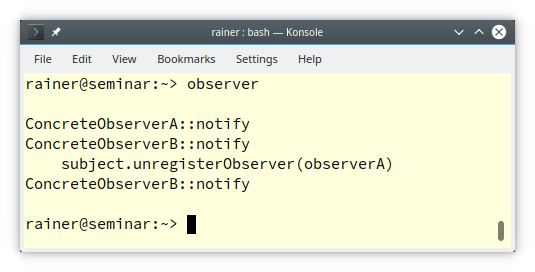 rainer : bash — Konsole
File Edit View Bookmarks Settings Help
rainer@seminar:~> observer
ConcreteObserverA::notify
ConcreteObserverB::notify
    subject.unregisterObserver(observerA)
ConcreteObserverB::notify
rainer@seminar:~>